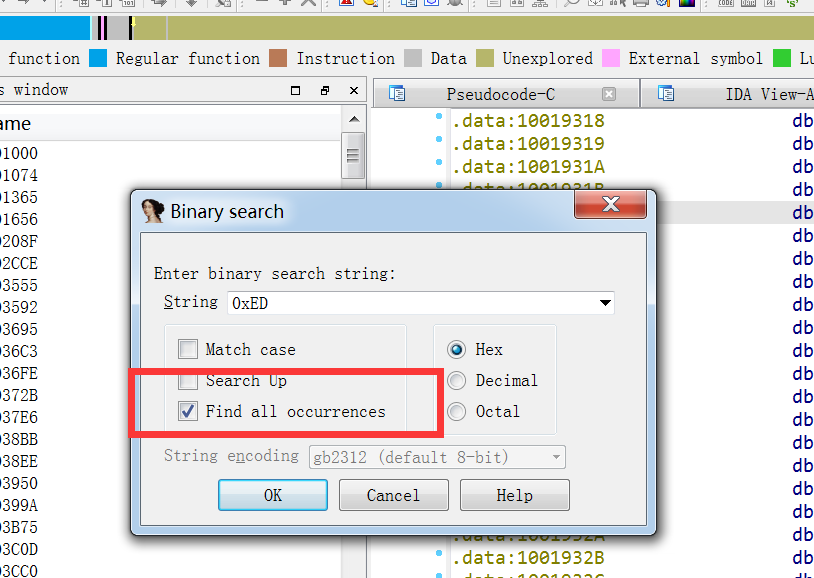 function Regular function Instruction Data Unexplored External symbol
s window
Pseudocode-C
IDA View-A
ame
01000
01074
01365
01656
0208F
02CCE
03555
03592
03695
036C3
036FE
0372B
037E6
038BB
038EE
03950
0399A
03B75
03C0D
03CC0
.data:10019318 db
.data:10019319 db
.data:1001931A db
.data:1001931B db
db
db
db
db
db
db
db
db
db
db
db
db
db
db
.data:1001932A db
.data:1001932B db
.data:1001932C db
Binary search
Enter binary search string:
String 0xED
Match case
Search Up
Find all occurrences
Hex
Decimal
Octal
String encoding gb2312 (default 8-bit)
OK Cancel Help